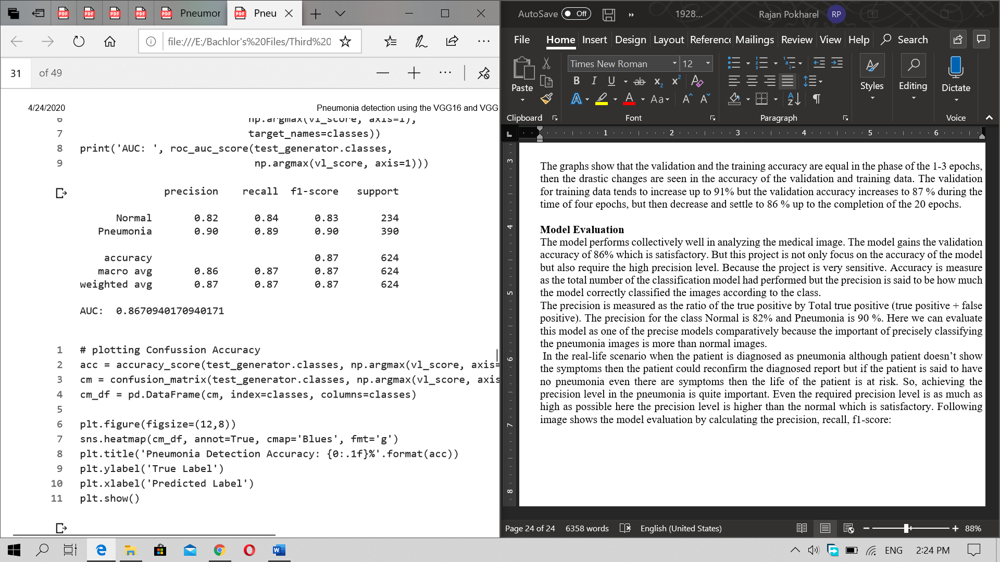 Pneumor
Pneu
file:///E:/Bachlor's%20Files/Third%20
31 of 49
4/24/2020 Pneumonia detection using the VGG16 and VGG
6 np.argmax(vl_score, axis=1),
7 target_names=classes))
8 print('AUC: ', roc_auc_score(test_generator.classes,
9 np.argmax(vl_score, axis=1)))
precision recall f1-score support
Normal 0.82 0.84 0.83 234
Pneumonia 0.90 0.89 0.90 390
accuracy 0.87 624
macro avg 0.86 0.87 0.87 624
weighted avg 0.87 0.87 0.87 624
AUC: 0.8670940170940171
1 # plotting Confussion Accuracy
2 acc = accuracy_score(test_generator.classes, np.argmax(vl_score, axis=
3 cm = confusion_matrix(test_generator.classes, np.argmax(vl_score, axis
4 cm_df = pd.DataFrame(cm, index=classes, columns=classes)
5
6 plt.figure(figsize=(12,8))
7 sns.heatmap(cm_df, annot=True, cmap='Blues', fmt='g')
8 plt.title('Pneumonia Detection Accuracy: {0:.1f}%'.format(acc))
9 plt.ylabel('True Label')
10 plt.xlabel('Predicted Label')
11 plt.show()
AutoSave Off 1928... Rajan Pokharel RP
File Home Insert Design Layout Referenc Mailings Review View Help Search
Paste Times New Roman 12 Styles Editing Dictate
Clipboard Font Paragraph Voice
1 2 3 4 5 6
3
4
5
6
7
8
The graphs show that the validation and the training accuracy are equal in the phase of the 1-3 epochs,
then the drastic changes are seen in the accuracy of the validation and training data. The validation
for training data tends to increase up to 91% but the validation accuracy increases to 87 % during the
time of four epochs, but then decrease and settle to 86 % up to the completion of the 20 epochs.
Model Evaluation
The model performs collectively well in analyzing the medical image. The model gains the validation
accuracy of 86% which is satisfactory. But this project is not only focus on the accuracy of the model
but also require the high precision level. Because the project is very sensitive. Accuracy is measure
as the total number of the classification model had performed but the precision is said to be how much
the model correctly classified the images according to the class.
The precision is measured as the ratio of the true positive by Total true positive (true positive + false
positive). The precision for the class Normal is 82% and Pneumonia is 90 %. Here we can evaluate
this model as one of the precise models comparatively because the important of precisely classifying
the pneumonia images is more than normal images.
In the real-life scenario when the patient is diagnosed as pneumonia although patient doesn’t show
the symptoms then the patient could reconfirm the diagnosed report but if the patient is said to have
no pneumonia even there are symptoms then the life of the patient is at risk. So, achieving the
precision level in the pneumonia is quite important. Even the required precision level is as much as
high as possible here the precision level is higher than the normal which is satisfactory. Following
image shows the model evaluation by calculating the precision, recall, f1-score:
Page 24 of 24 6358 words English (United States) 88%
ENG 2:24 PM